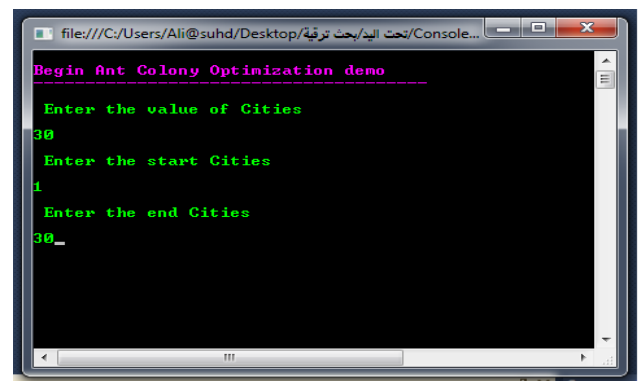 file:///C:/Users/Ali@suhd/Desktop/تحت اليد/بحث ترقية/Console...
Begin Ant Colony Optimization demo
----------------------------------------
Enter the value of Cities
30
Enter the start Cities
1
Enter the end Cities
30_